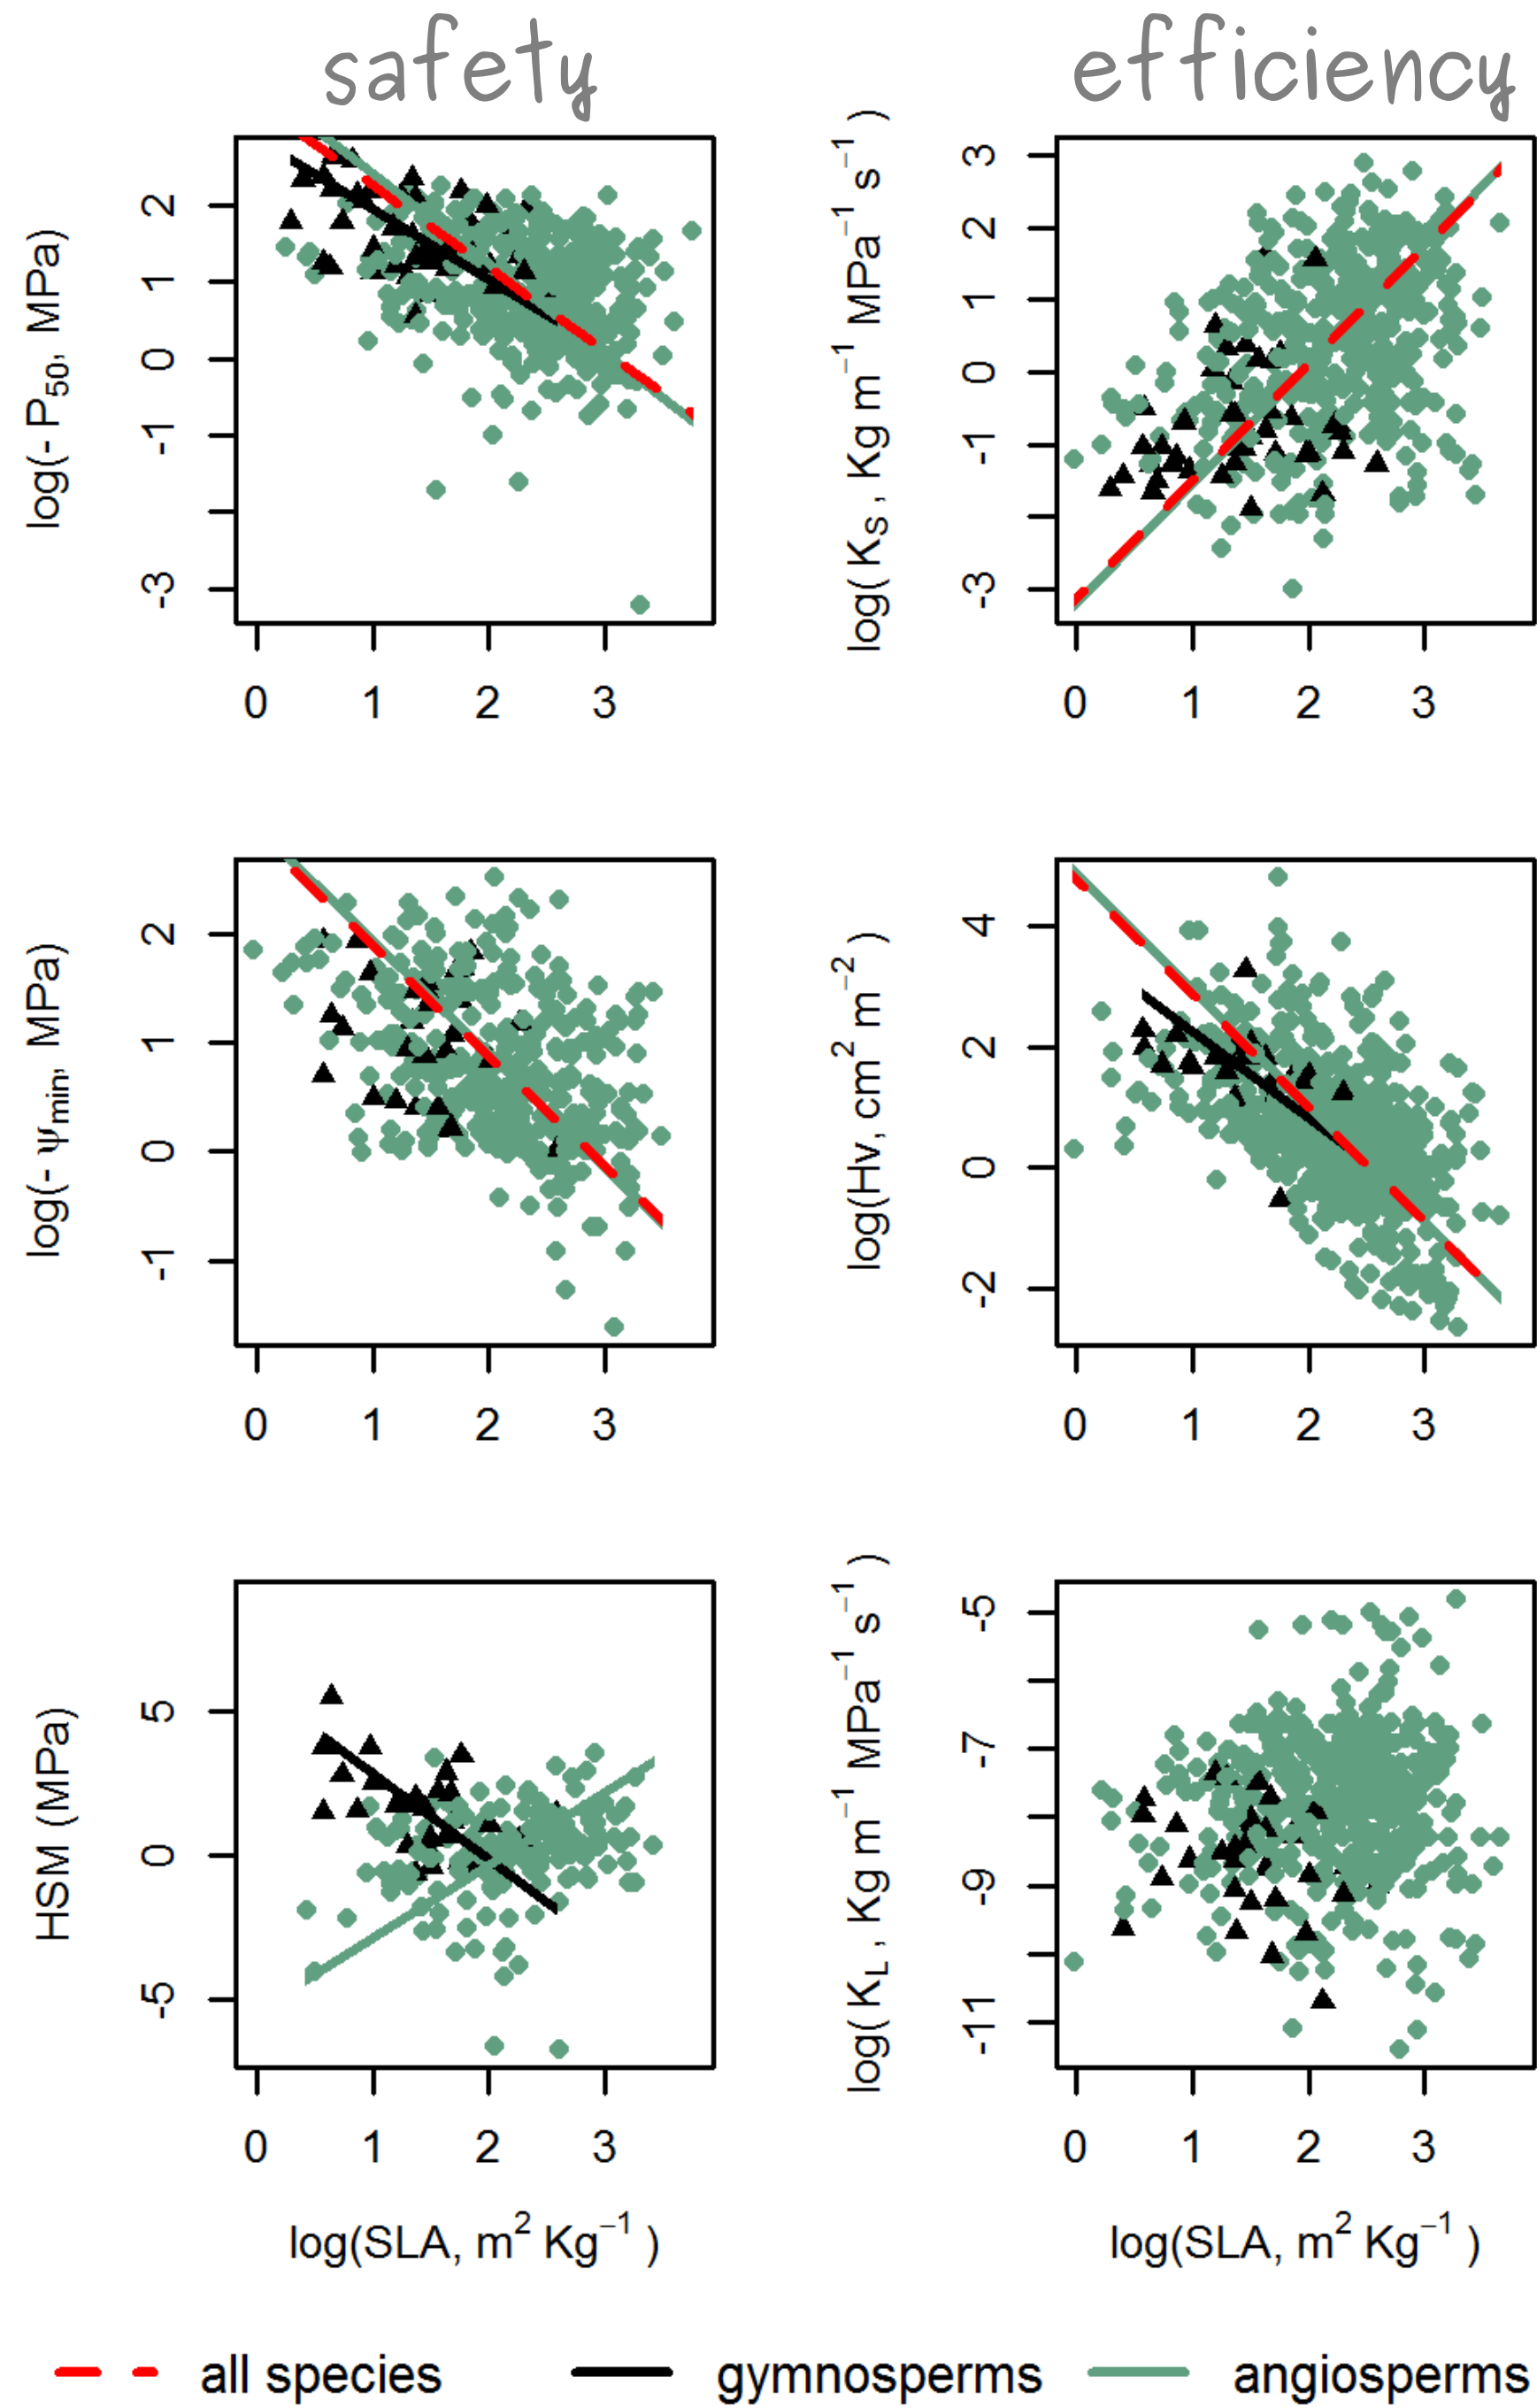 safety
efficiency
log(- P50, MPa)
2
1
0
-1
-3
0 1 2 3
log( KS , Kg m−1 MPa−1 s−1 )
3
2
1
0
-1
-3
0 1 2 3
log(- ψmin, MPa)
2
1
0
-1
0 1 2 3
log(Hv, cm2 m−2 )
4
2
0
-2
0 1 2 3
HSM (MPa)
5
0
-5
0 1 2 3
log(SLA, m2 Kg−1 )
log( KL , Kg m−1 MPa−1 s−1 )
-5
-7
-9
-11
0 1 2 3
log(SLA, m2 Kg−1 )
all species
gymnosperms
angiosperms